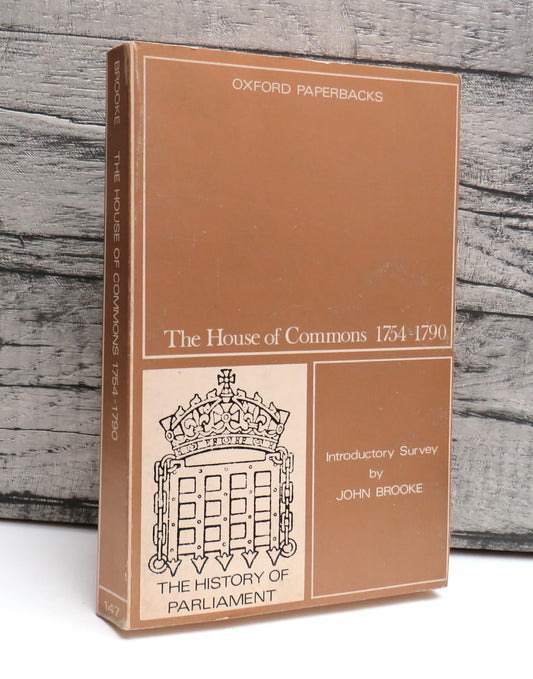 OXFORD PAPERBACKS
The House of Commons 1754-1790
Introductory Survey
by
JOHN BROOKE
THE HISTORY OF
PARLIAMENT
BROOKE THE HOUSE OF COMMONS 1754-1790
147